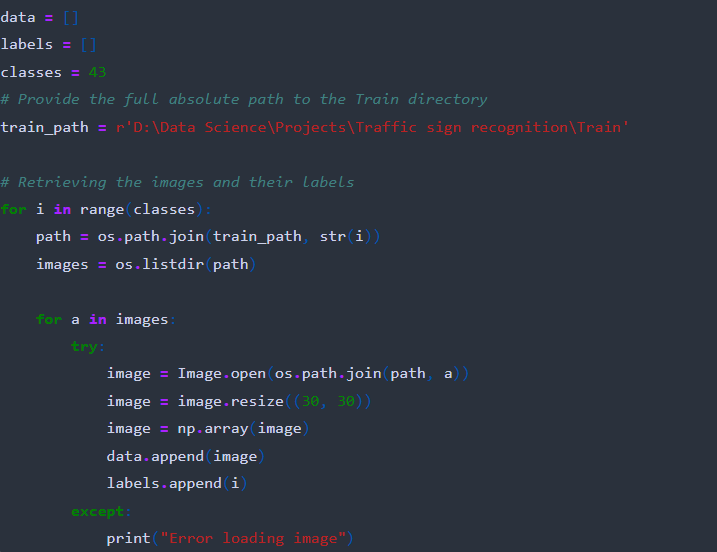 data = []
labels = []
classes = 43
# Provide the full absolute path to the Train directory
train_path = r'D:\Data Science\Projects\Traffic sign recognition\Train'
# Retrieving the images and their labels
for i in range(classes):
    path = os.path.join(train_path, str(i))
    images = os.listdir(path)
    for a in images:
        try:
            image = Image.open(os.path.join(path, a))
            image = image.resize((30, 30))
            image = np.array(image)
            data.append(image)
            labels.append(i)
        except:
            print("Error loading image")